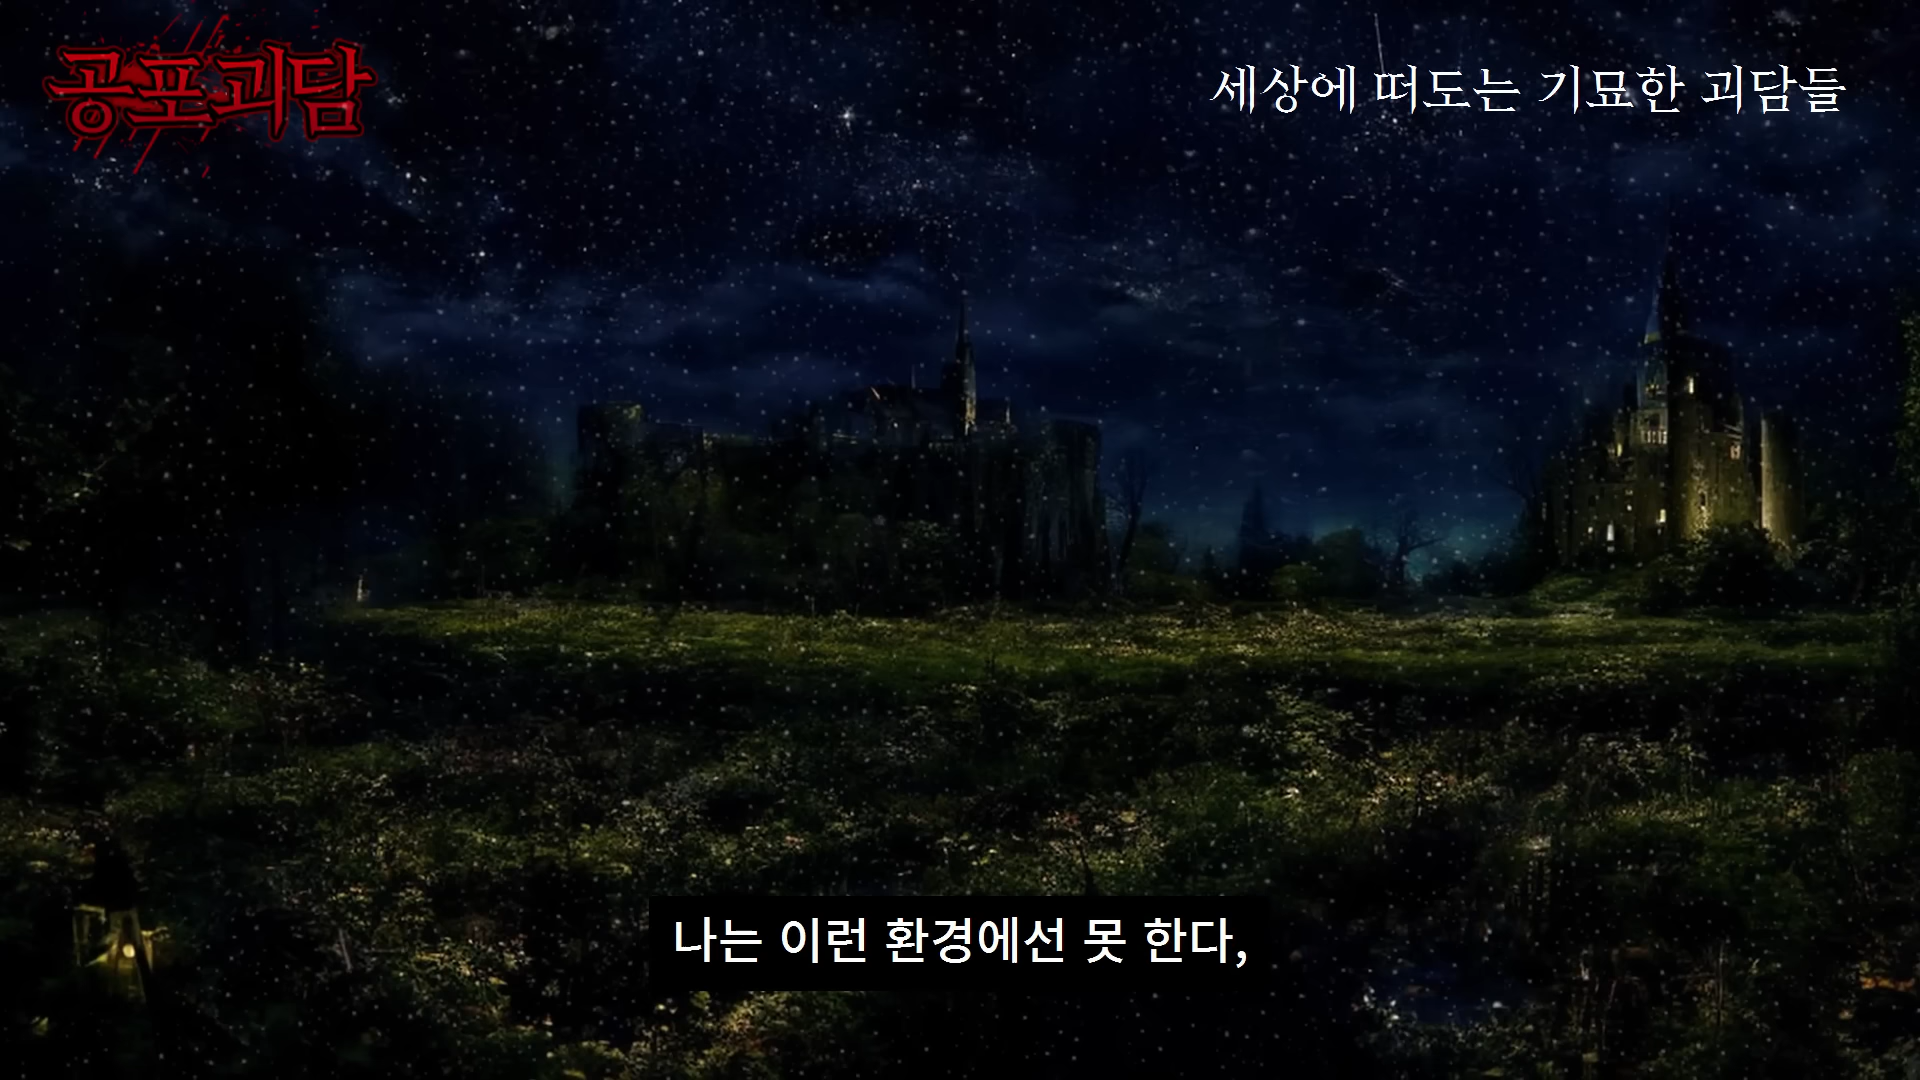 공포괴담
세상에 떠도는 기묘한 괴담들
나는 이런 환경에선 못 한다,